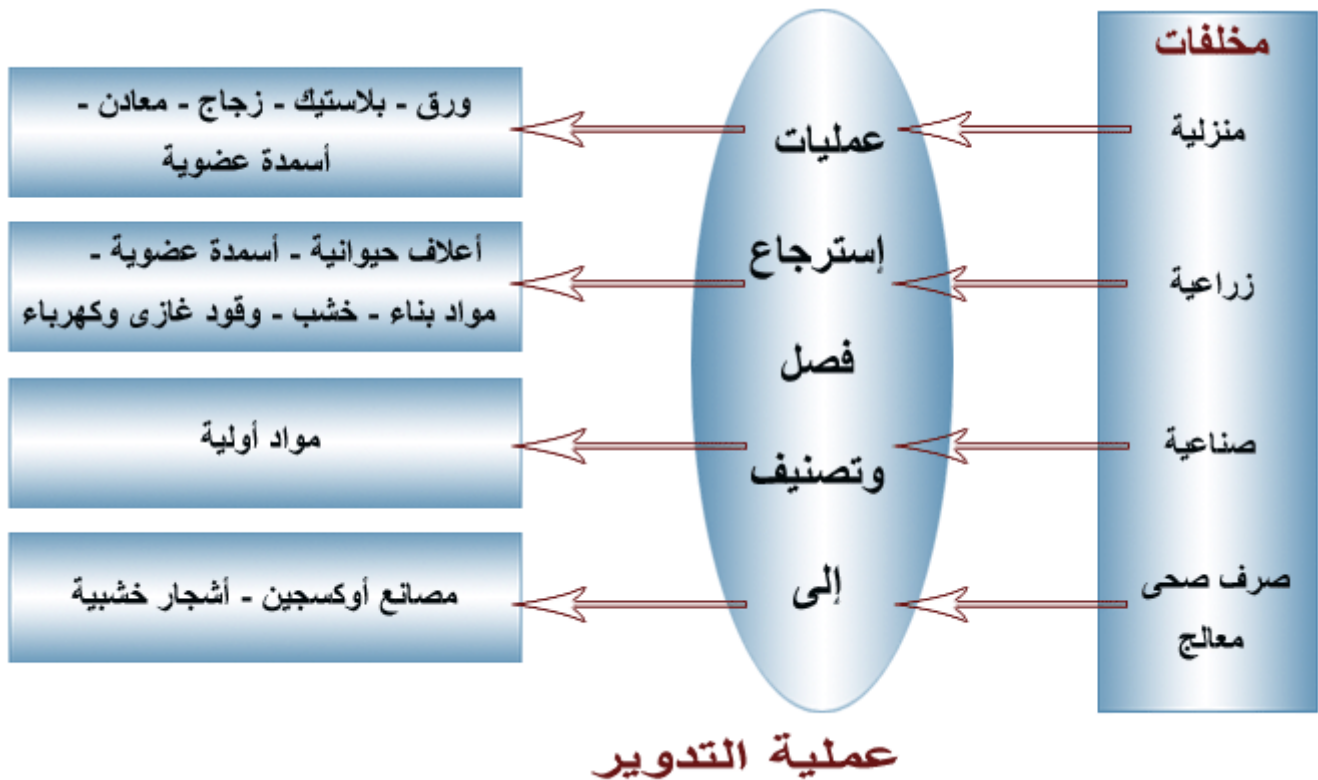 مخلفات
منزلية
زراعية
صناعية
صرف صحى
معالج
عمليات
إسترجاع
فصل
وتصنيف
إلى
ورق - بلاستيك - زجاج - معادن -
أسمدة عضوية
أعلاف حيوانية - أسمدة عضوية -
مواد بناء - خشب - وقود غازى وكهرباء
مواد أولية
مصانع أوكسجين - أشجار خشبية
عملية التدوير